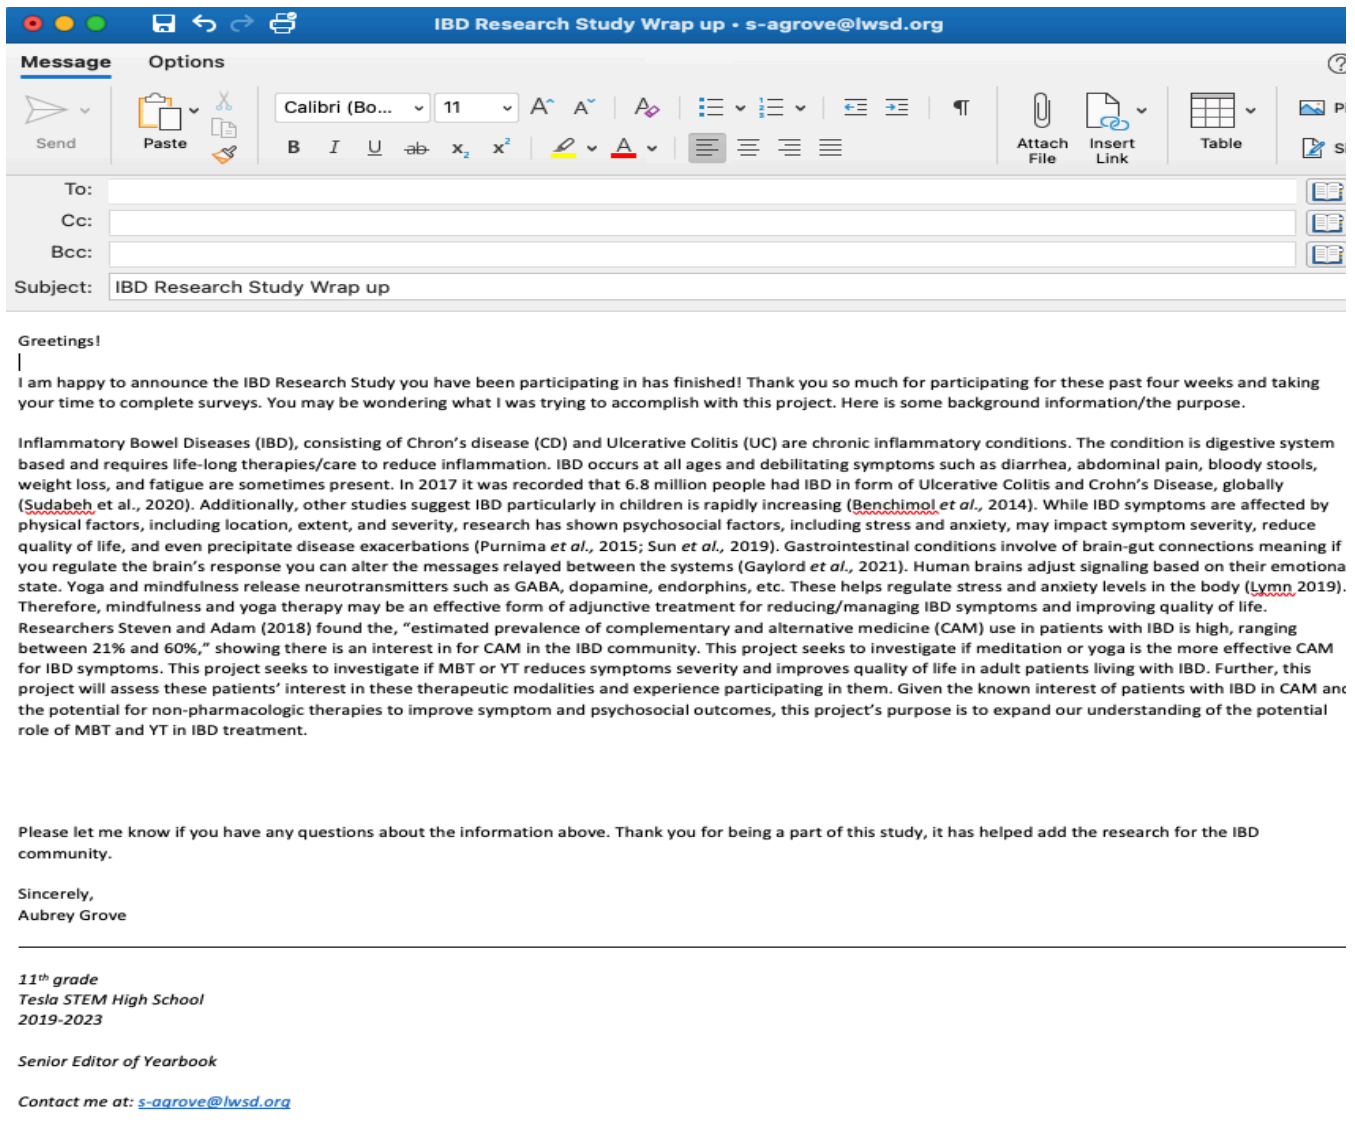 IBD Research Study Wrap up • s-agrove@lwsd.org
Message Options
Calibri (Bo... 11 A^ Aˇ A ¶
Send Paste B I U ab x₂ x² A Attach File Insert Link Table
To:
Cc:
Bcc:
Subject: IBD Research Study Wrap up
Greetings!
I am happy to announce the IBD Research Study you have been participating in has finished! Thank you so much for participating for these past four weeks and taking
your time to complete surveys. You may be wondering what I was trying to accomplish with this project. Here is some background information/the purpose.
Inflammatory Bowel Diseases (IBD), consisting of Chron's disease (CD) and Ulcerative Colitis (UC) are chronic inflammatory conditions. The condition is digestive system
based and requires life-long therapies/care to reduce inflammation. IBD occurs at all ages and debilitating symptoms such as diarrhea, abdominal pain, bloody stools,
weight loss, and fatigue are sometimes present. In 2017 it was recorded that 6.8 million people had IBD in form of Ulcerative Colitis and Crohn's Disease, globally
(Sudabeh et al., 2020). Additionally, other studies suggest IBD particularly in children is rapidly increasing (Benchimol et al., 2014). While IBD symptoms are affected by
physical factors, including location, extent, and severity, research has shown psychosocial factors, including stress and anxiety, may impact symptom severity, reduce
quality of life, and even precipitate disease exacerbations (Purnima et al., 2015; Sun et al., 2019). Gastrointestinal conditions involve of brain-gut connections meaning if
you regulate the brain's response you can alter the messages relayed between the systems (Gaylord et al., 2021). Human brains adjust signaling based on their emotiona
state. Yoga and mindfulness release neurotransmitters such as GABA, dopamine, endorphins, etc. These helps regulate stress and anxiety levels in the body (Lymn 2019).
Therefore, mindfulness and yoga therapy may be an effective form of adjunctive treatment for reducing/managing IBD symptoms and improving quality of life.
Researchers Steven and Adam (2018) found the, "estimated prevalence of complementary and alternative medicine (CAM) use in patients with IBD is high, ranging
between 21% and 60%," showing there is an interest in for CAM in the IBD community. This project seeks to investigate if meditation or yoga is the more effective CAM
for IBD symptoms. This project seeks to investigate if MBT or YT reduces symptoms severity and improves quality of life in adult patients living with IBD. Further, this
project will assess these patients' interest in these therapeutic modalities and experience participating in them. Given the known interest of patients with IBD in CAM and
the potential for non-pharmacologic therapies to improve symptom and psychosocial outcomes, this project's purpose is to expand our understanding of the potential
role of MBT and YT in IBD treatment.
Please let me know if you have any questions about the information above. Thank you for being a part of this study, it has helped add the research for the IBD
community.
Sincerely,
Aubrey Grove
11th grade
Tesla STEM High School
2019-2023
Senior Editor of Yearbook
Contact me at: s-agrove@lwsd.org